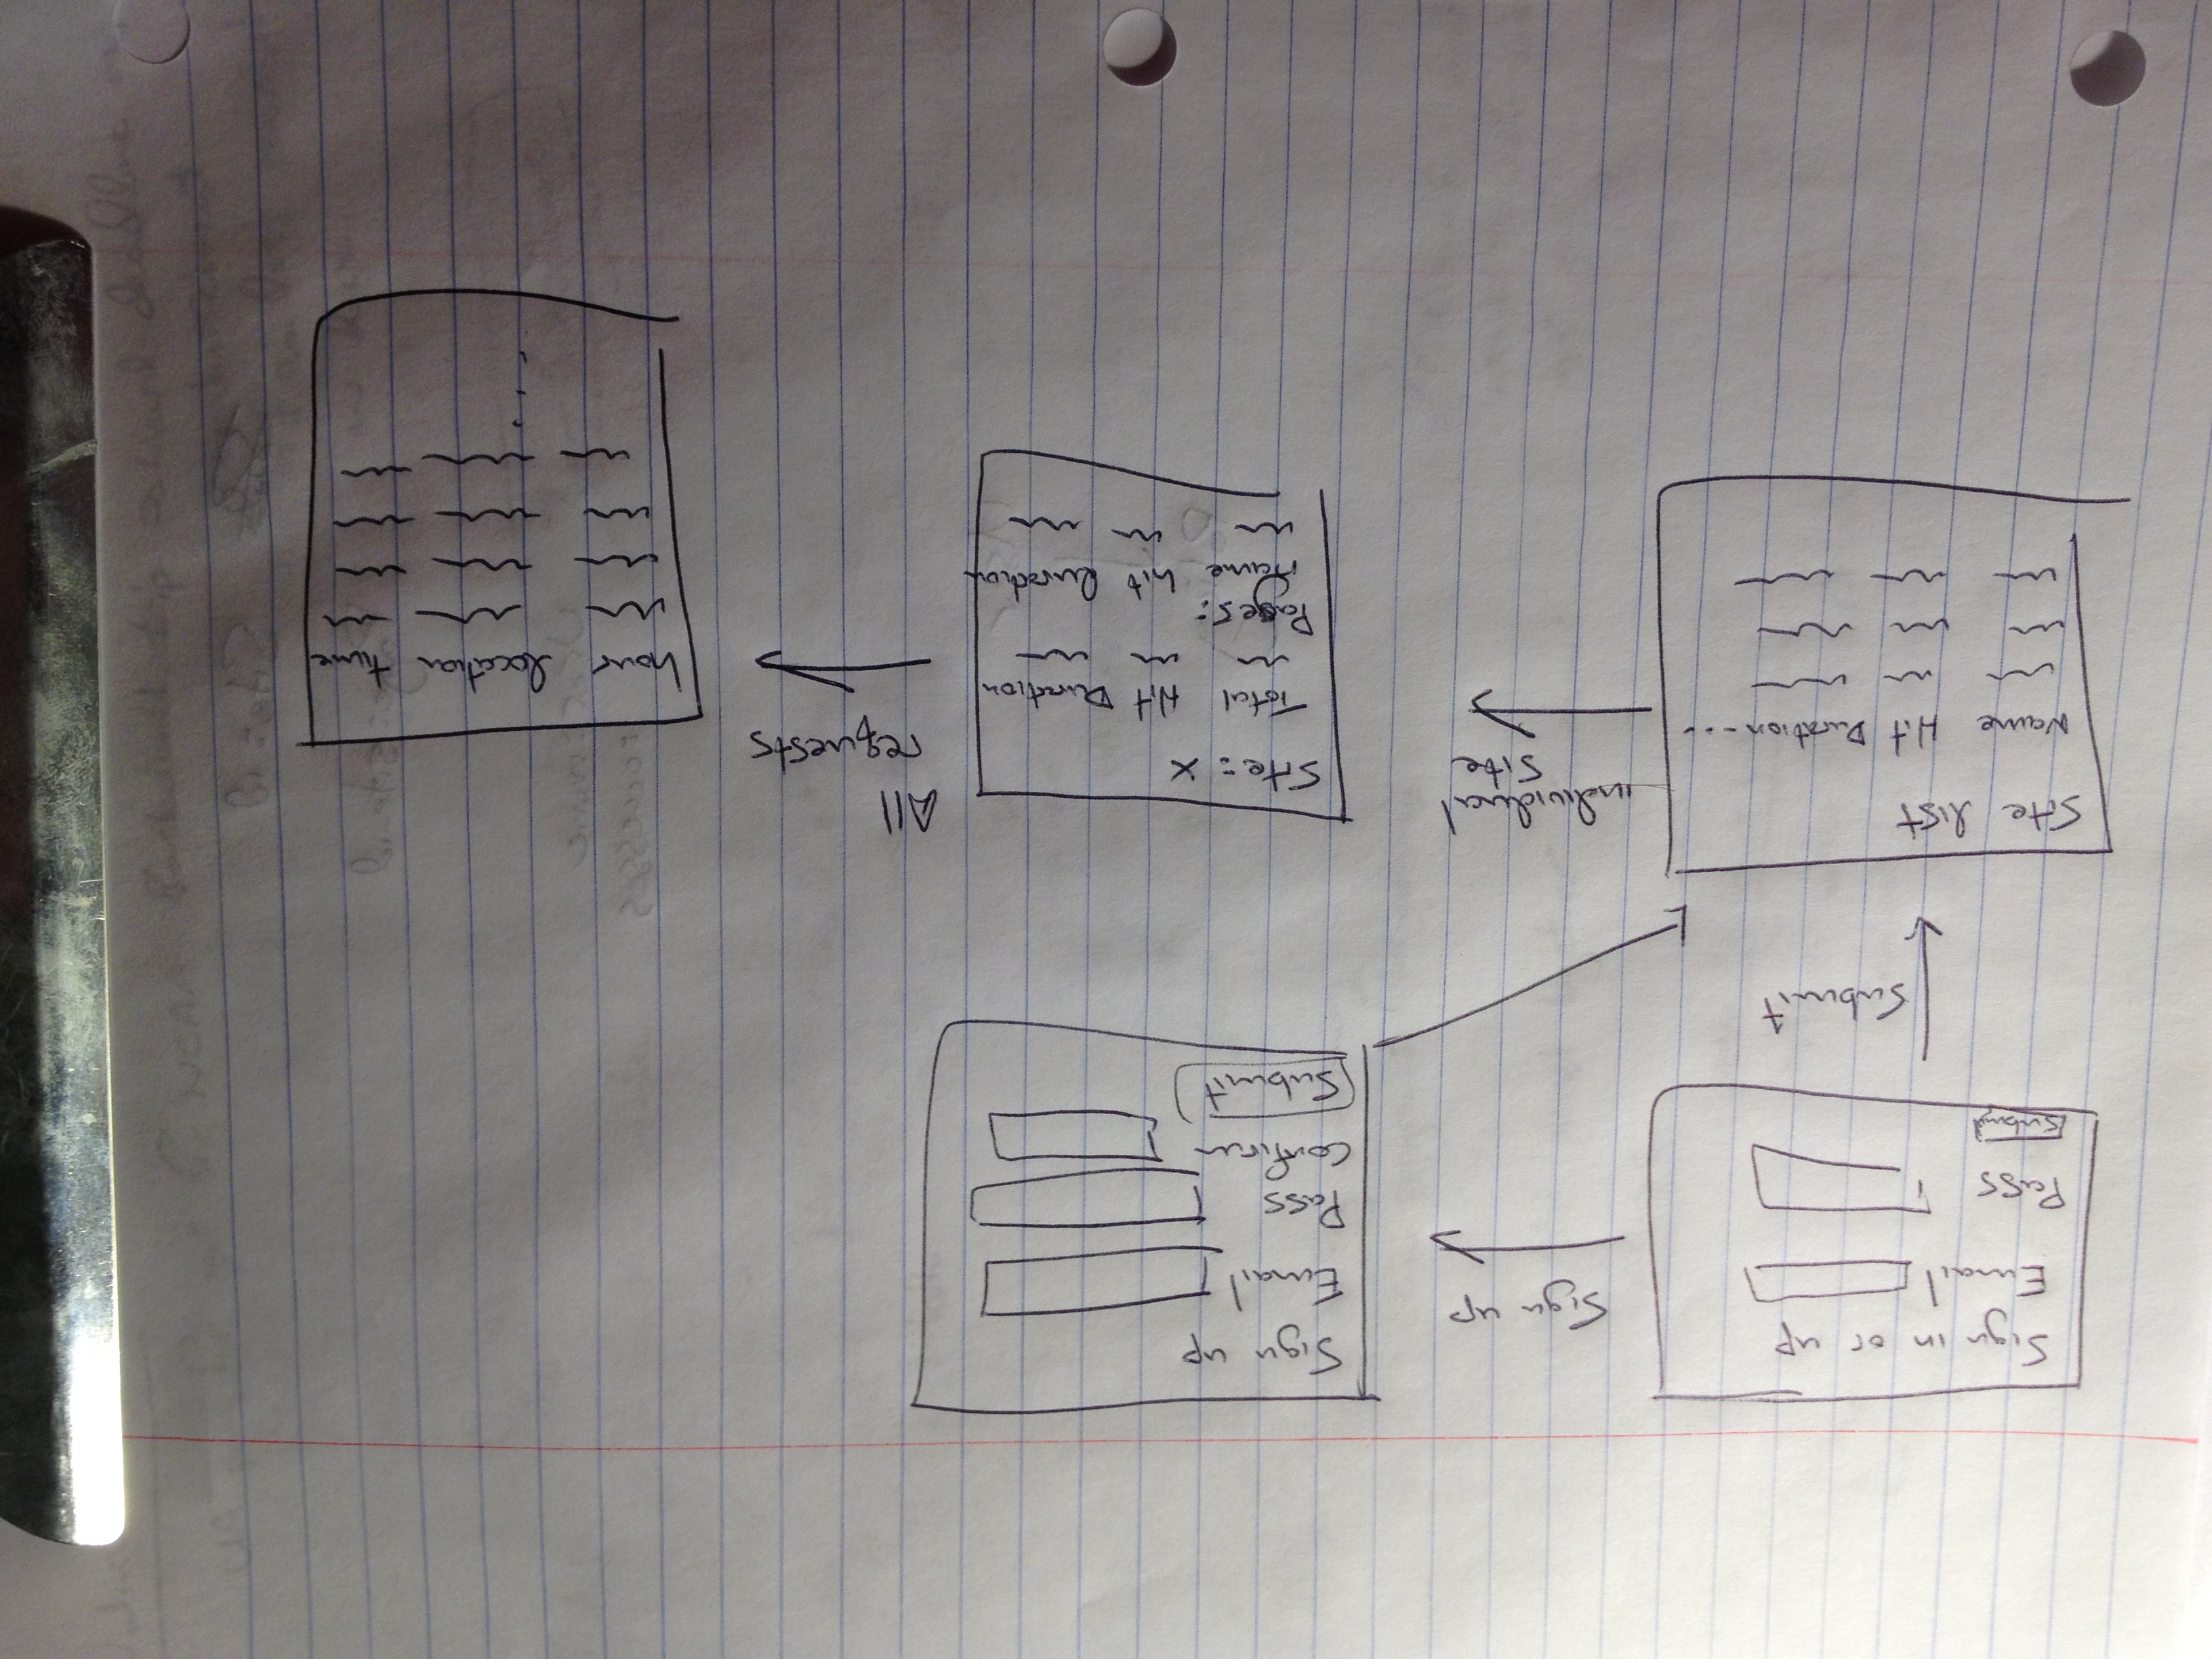 Sign in or up
Email
Pass
Submit
Sign up
Sign up
Email
Pass
Confirm
Submit
Submit
Site list
Name Hit Duration...
individual
site
Site: X
Total Hit Duration
Pages:
name hit duration
All
requests
hour location time